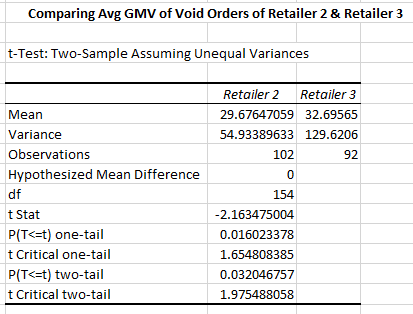 Comparing Avg GMV of Void Orders of Retailer 2 & Retailer 3
t-Test: Two-Sample Assuming Unequal Variances
Retailer 2 Retailer 3
Mean 29.67647059 32.69565
Variance 54.93389633 129.6206
Observations 102 92
Hypothesized Mean Difference 0
df 154
t Stat -2.163475004
P(T<=t) one-tail 0.016023378
t Critical one-tail 1.654808385
P(T<=t) two-tail 0.032046757
t Critical two-tail 1.975488058